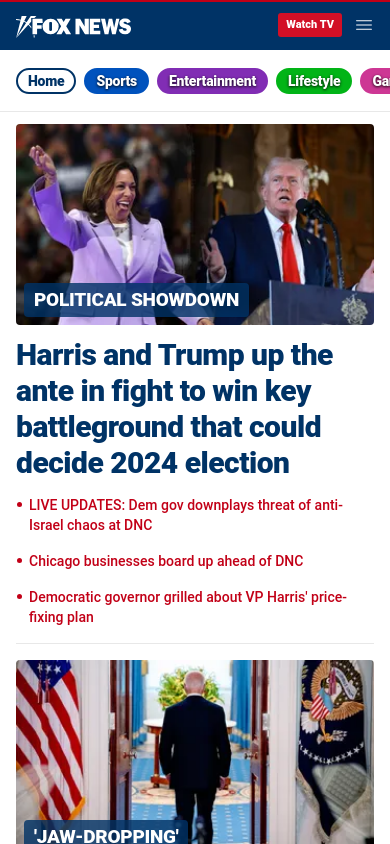 FOX NEWS
Watch TV
Home
Sports
Entertainment
Lifestyle
Ga
POLITICAL SHOWDOWN
Harris and Trump up the
ante in fight to win key
battleground that could
decide 2024 election
• LIVE UPDATES: Dem gov downplays threat of anti-
Israel chaos at DNC
• Chicago businesses board up ahead of DNC
• Democratic governor grilled about VP Harris' price-
fixing plan
'JAW-DROPPING'